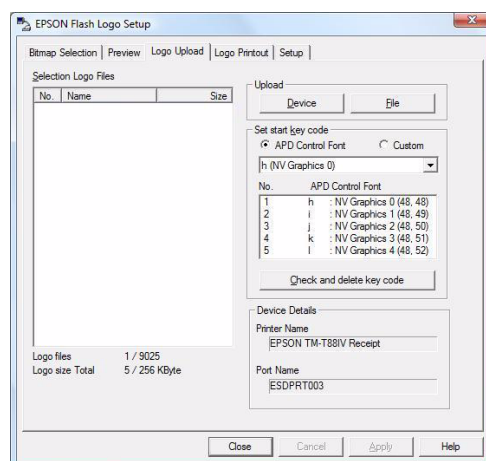 EPSON Flash Logo Setup
Bitmap Selection Preview Logo Upload Logo Printout Setup
Selection Logo Files
No. Name Size
Upload
Device File
Set start key code
APD Control Font Custom
h (NV Graphics 0)
No. APD Control Font
1 h : NV Graphics 0 (48, 48)
2 i : NV Graphics 1 (48, 49)
3 j : NV Graphics 2 (48, 50)
4 k : NV Graphics 3 (48, 51)
5 l : NV Graphics 4 (48, 52)
Check and delete key code
Device Details
Printer Name
EPSON TM-T88IV Receipt
Logo files 1 / 9025
Logo size Total 5 / 256 KByte
Port Name
ESDPRT003
Close Cancel Apply Help